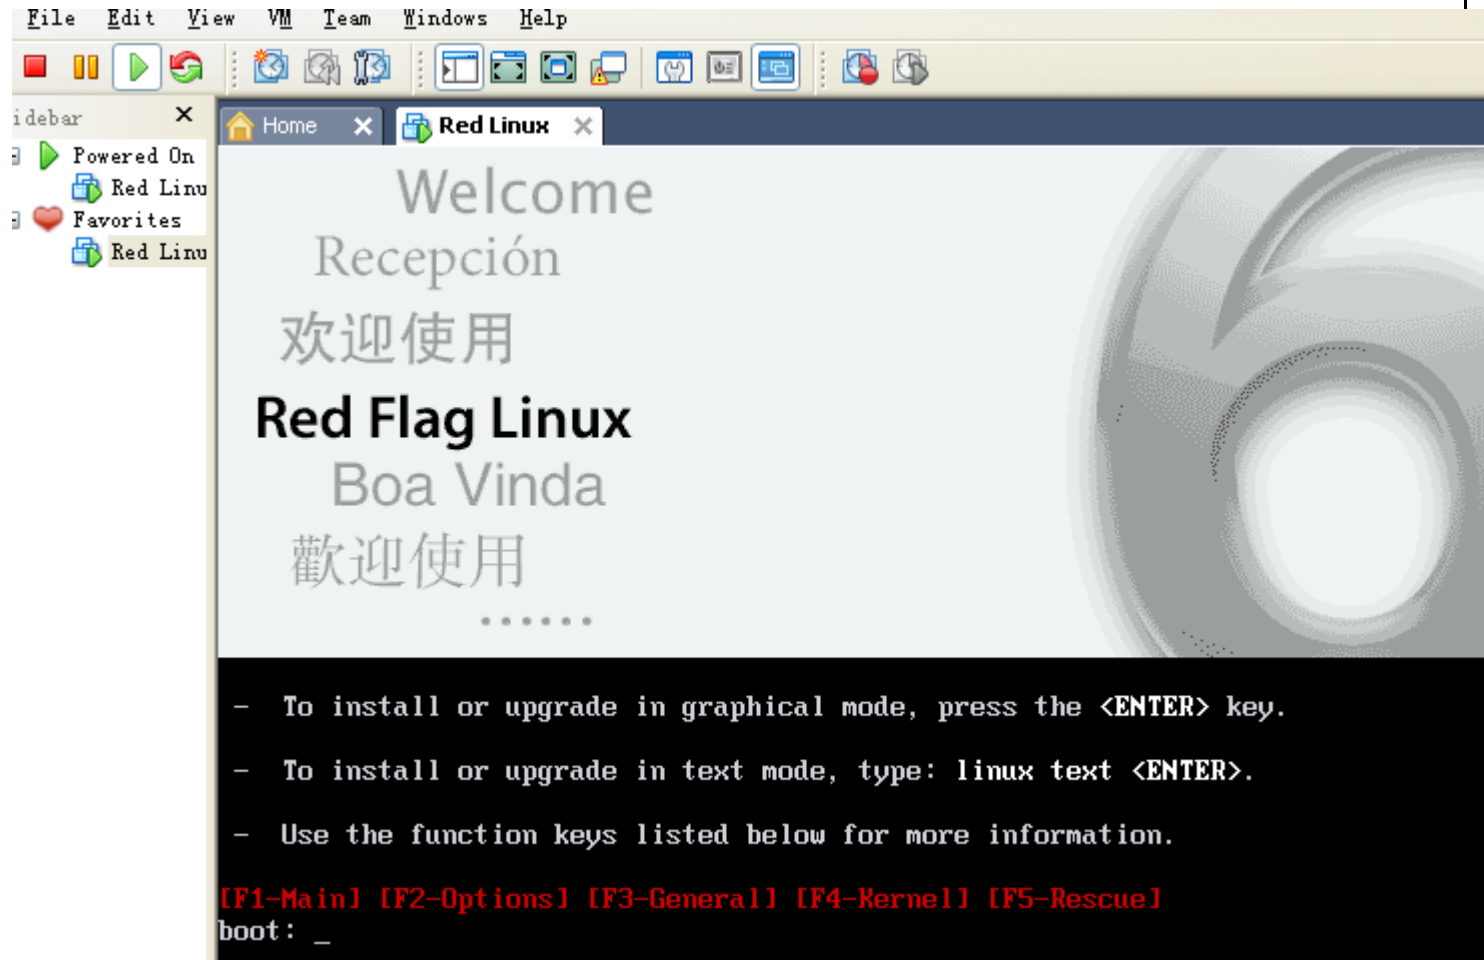 File Edit View VM Team Windows Help
idebar
Home
Red Linux
Powered On
Red Linu
Favorites
Red Linu
Welcome
Recepción
欢迎使用
Red Flag Linux
Boa Vinda
歡迎使用
......
6
- To install or upgrade in graphical mode, press the <ENTER> key.
- To install or upgrade in text mode, type: linux text <ENTER>.
- Use the function keys listed below for more information.
[F1-Main] [F2-Options] [F3-General] [F4-Kernel] [F5-Rescue]
boot: _